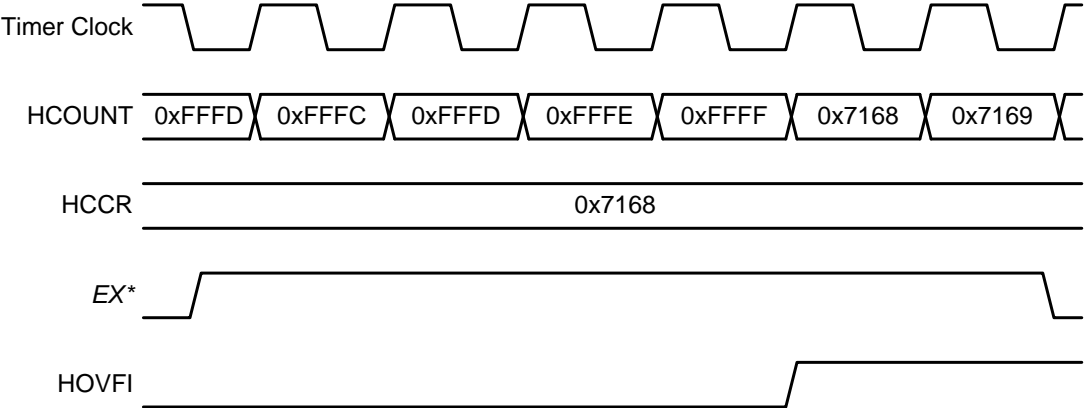 Timer Clock
HCOUNT 0xFFFD 0xFFFC 0xFFFD 0xFFFE 0xFFFF 0x7168 0x7169
HCCR 0x7168
EX*
HOVFI